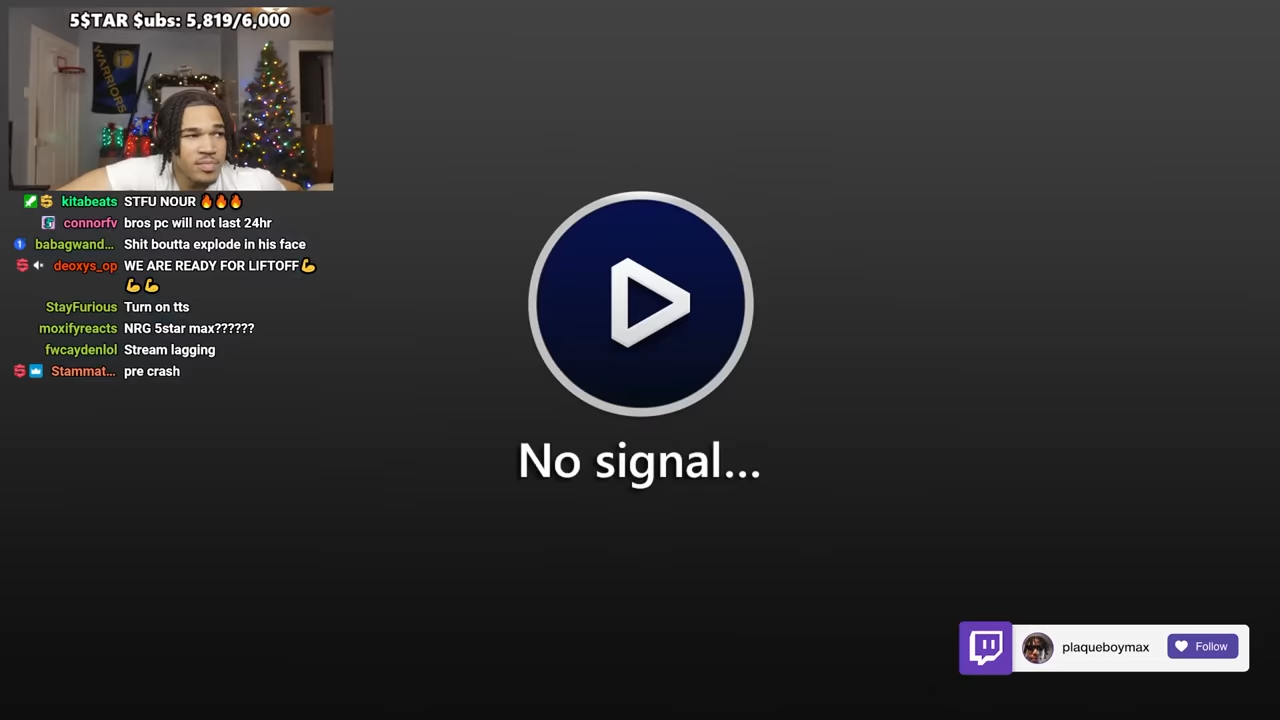 5$TAR $ubs: 5,819/6,000
WARRIORS
kitabeats STFU NOUR 🔥🔥🔥
connorfv bros pc will not last 24hr
babagwand... Shit boutta explode in his face
deoxys_op WE ARE READY FOR LIFTOFF💪
💪💪
StayFurious Turn on tts
moxifyreacts NRG 5star max??????
fwcaydenlol Stream lagging
Stammat... pre crash
No signal...
plaqueboymax Follow